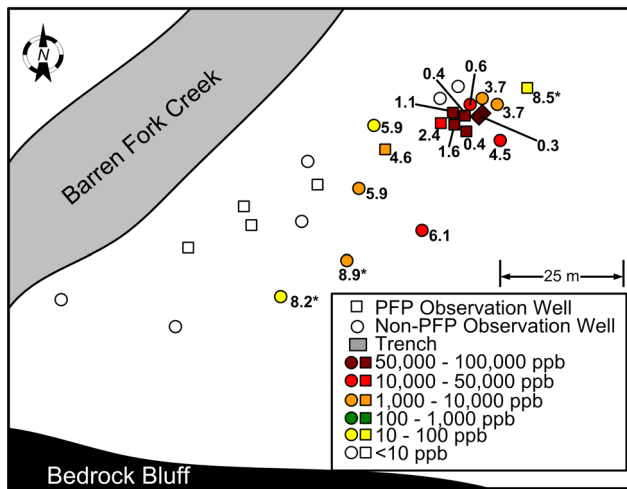 N
Barren Fork Creek
0.6
0.4
3.7
1.1
8.5*
3.7
5.9
2.4
1.6
0.4
0.3
4.6
4.5
5.9
6.1
8.9*
8.2*
25 m
PFP Observation Well
Non-PFP Observation Well
Trench
50,000 - 100,000 ppb
10,000 - 50,000 ppb
1,000 - 10,000 ppb
100 - 1,000 ppb
10 - 100 ppb
<10 ppb
Bedrock Bluff